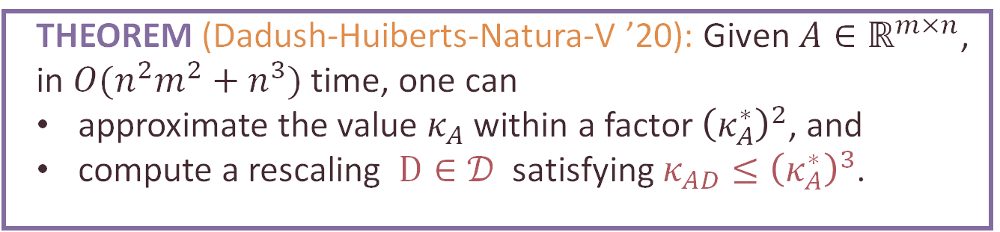 THEOREM (Dadush-Huiberts-Natura-V ’20): Given $A \in \mathbb{R}^{m \times n}$,
in $O(n^2m^2 + n^3)$ time, one can
• approximate the value $\kappa_A$ within a factor $(\kappa_A^*)^2$, and
• compute a rescaling $\mathrm{D} \in \mathcal{D}$ satisfying $\kappa_{AD} \leq (\kappa_A^*)^3$.